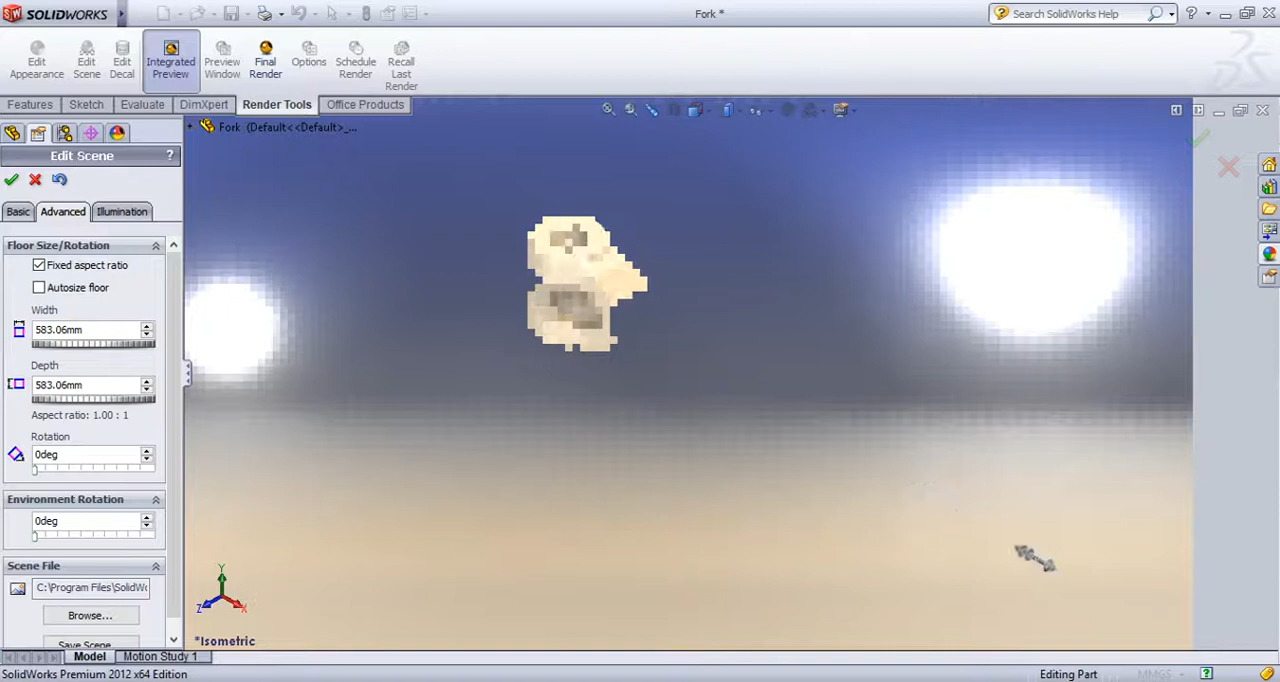 SOLIDWORKS
Fork *
Search SolidWorks Help
Edit Appearance
Edit Scene
Edit Decal
Integrated Preview
Preview Window
Final Render
Options
Schedule Render
Recall Last Render
Features
Sketch
Evaluate
DimXpert
Render Tools
Office Products
Fork (Default<<Default>_...
Edit Scene
?
Basic
Advanced
Illumination
Floor Size/Rotation
Fixed aspect ratio
Autosize floor
Width
583.06mm
Depth
583.06mm
Aspect ratio: 1.00 : 1
Rotation
0deg
Environment Rotation
0deg
Scene File
C:\Program Files\SolidWo
Browse...
Save Scene...
Y
Z
X
*Isometric
Model
Motion Study 1
SolidWorks Premium 2012 x64 Edition
Editing Part
MMGS